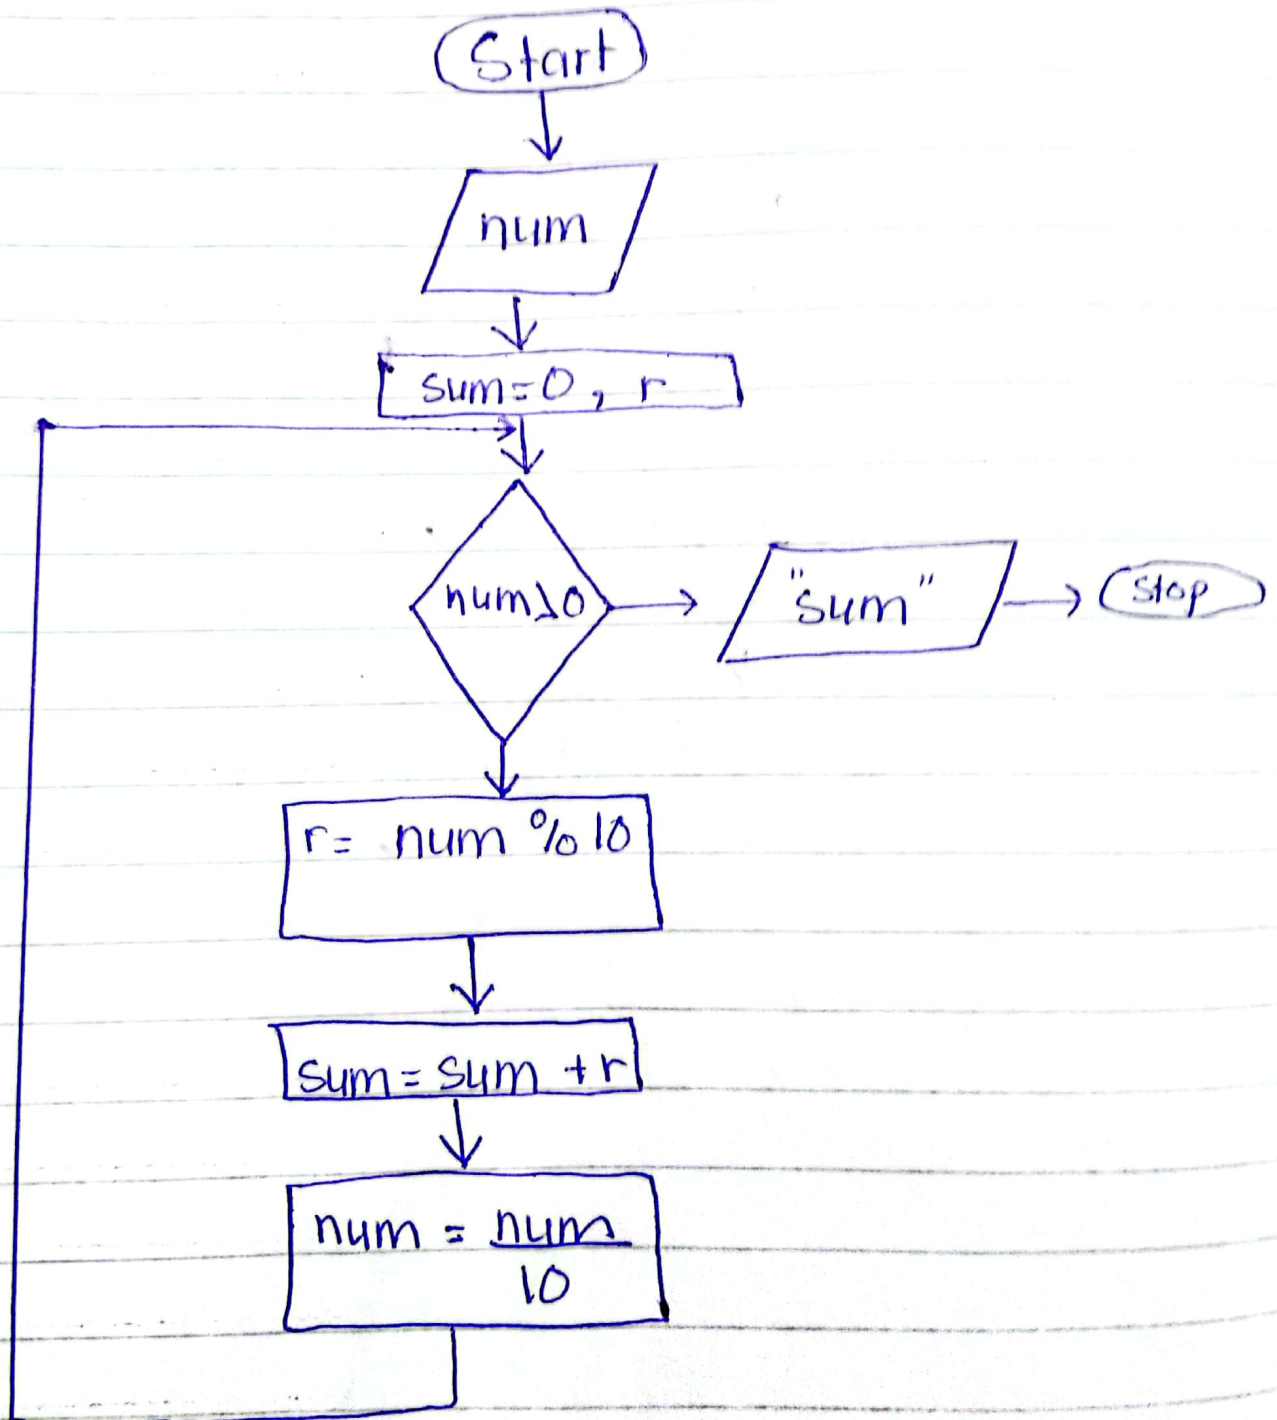 Start
num
sum=0, r
num>0
"sum"
stop
r= num % 10
sum = sum + r
num = num
10